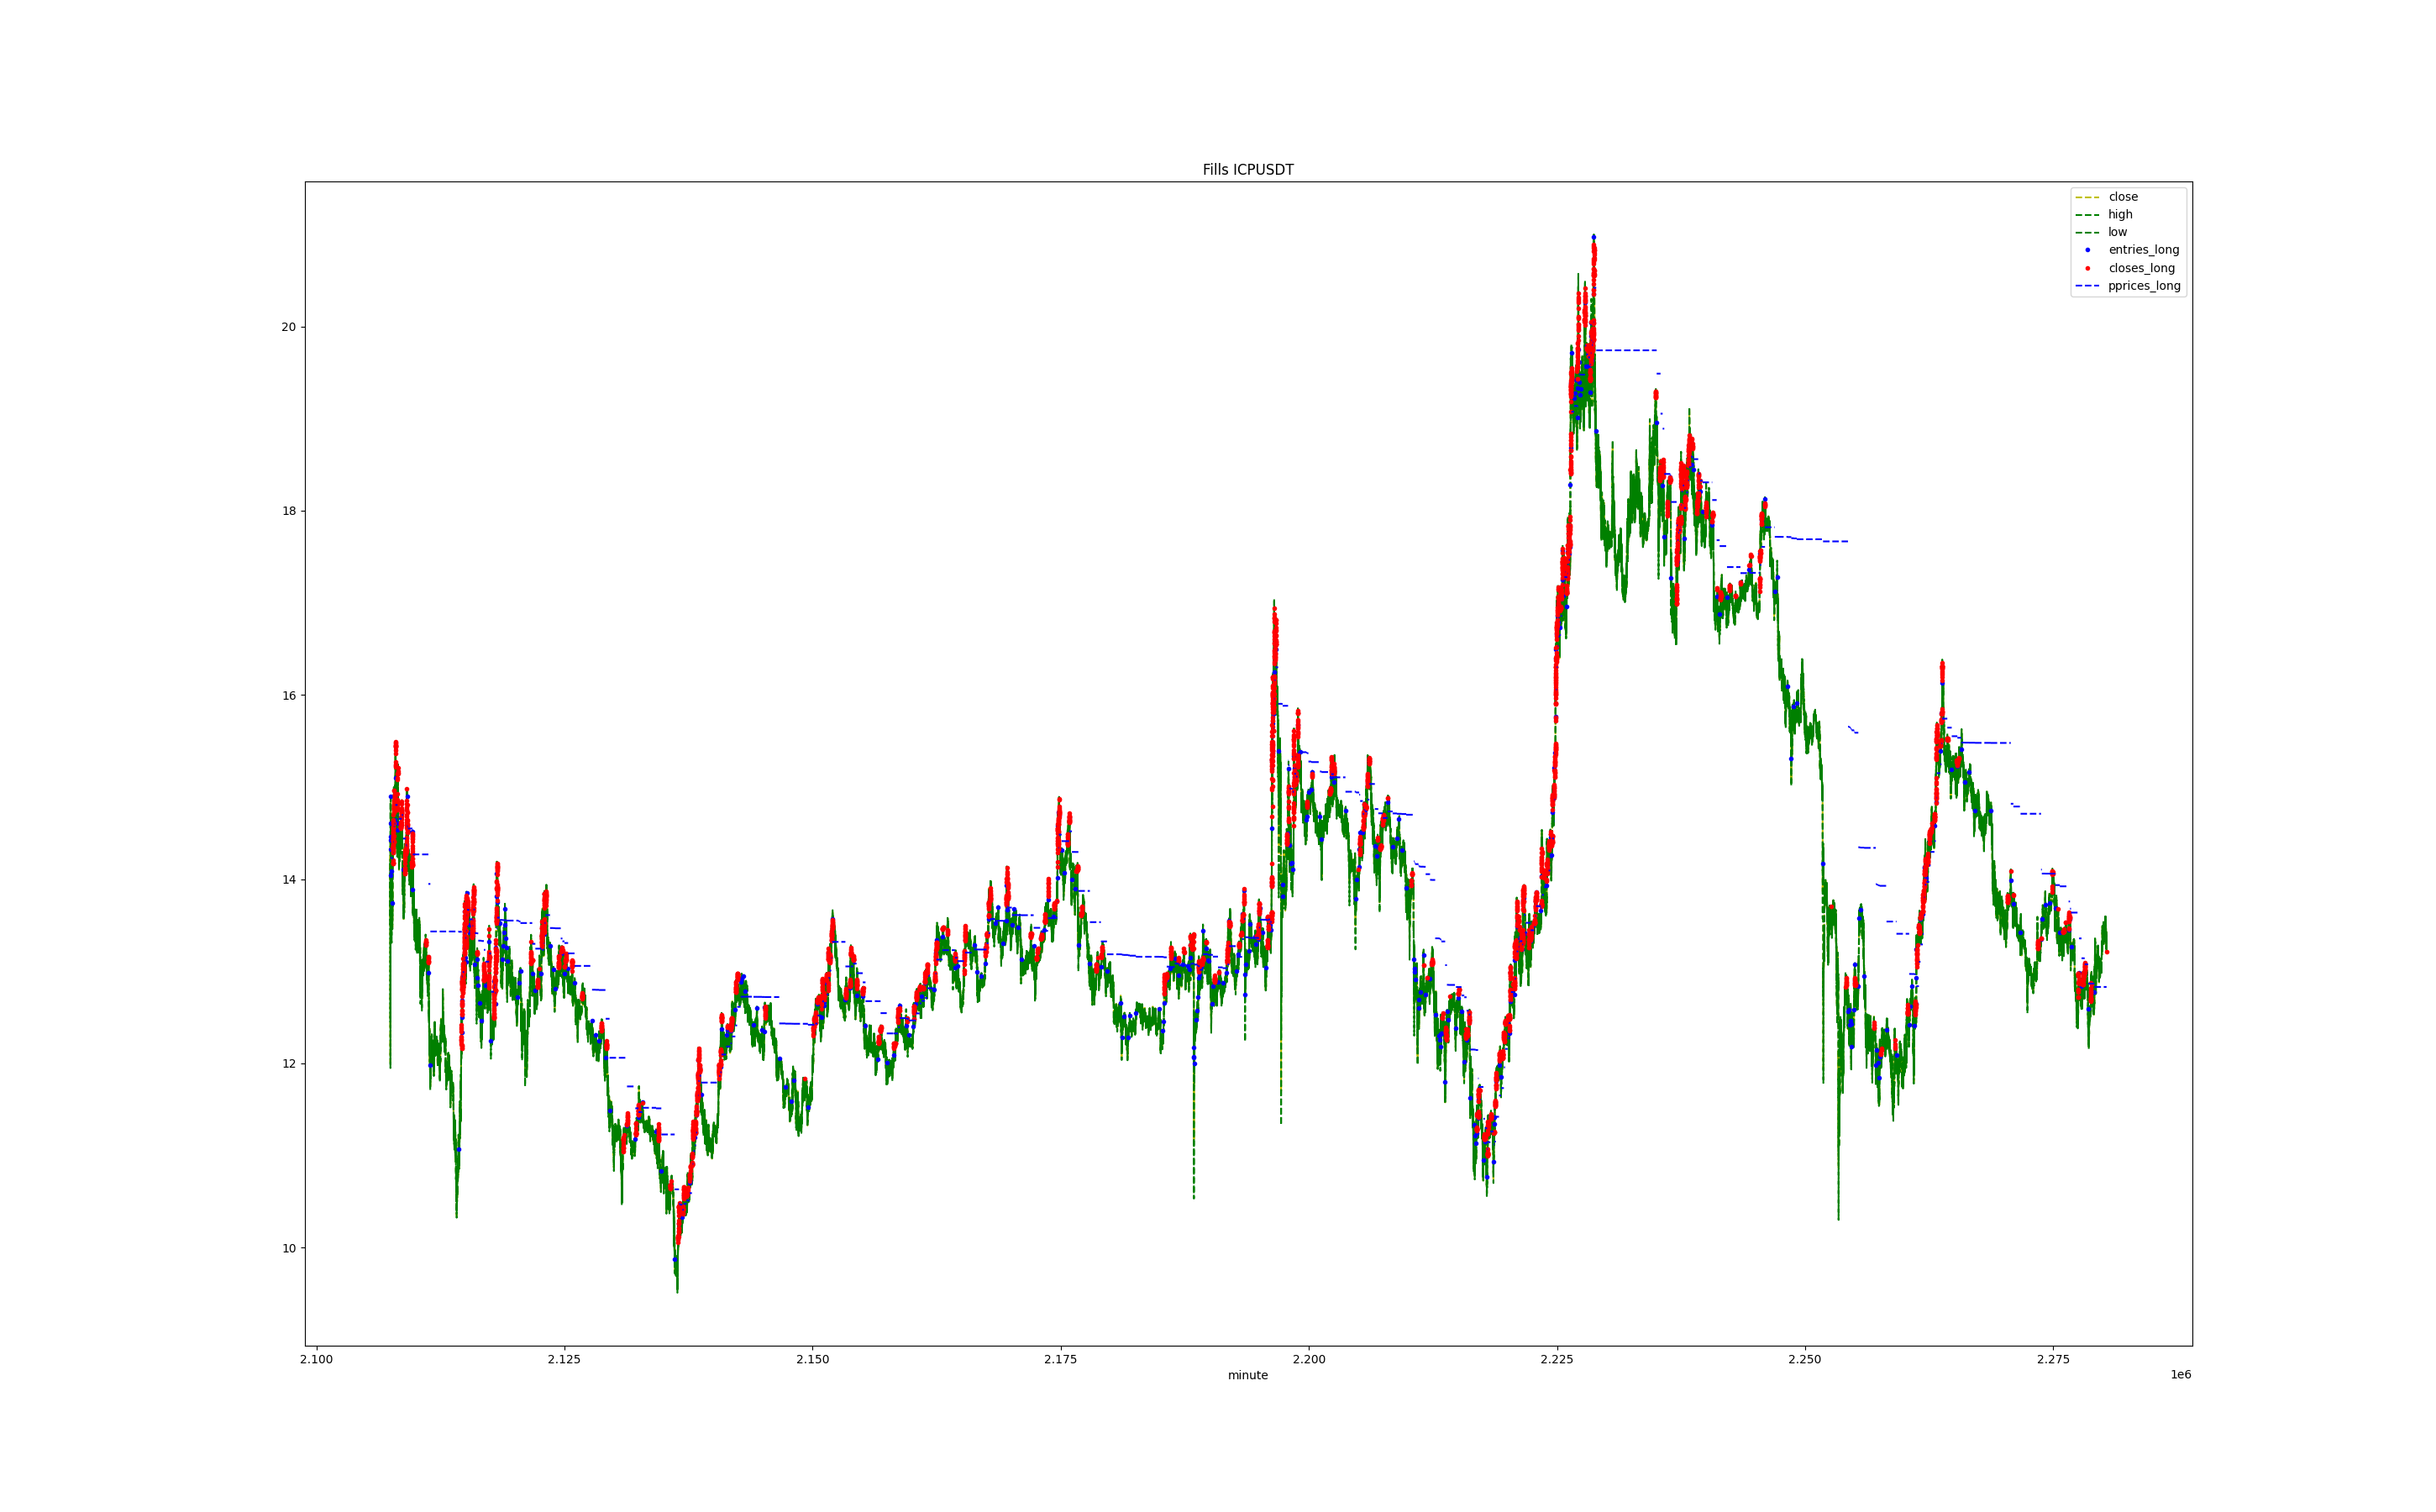 Fills ICPUSDT
close
high
low
entries_long
closes_long
pprices_long
20
18
16
14
12
10
2.100 2.125 2.150 2.175 2.200 2.225 2.250 2.275
minute
1e6